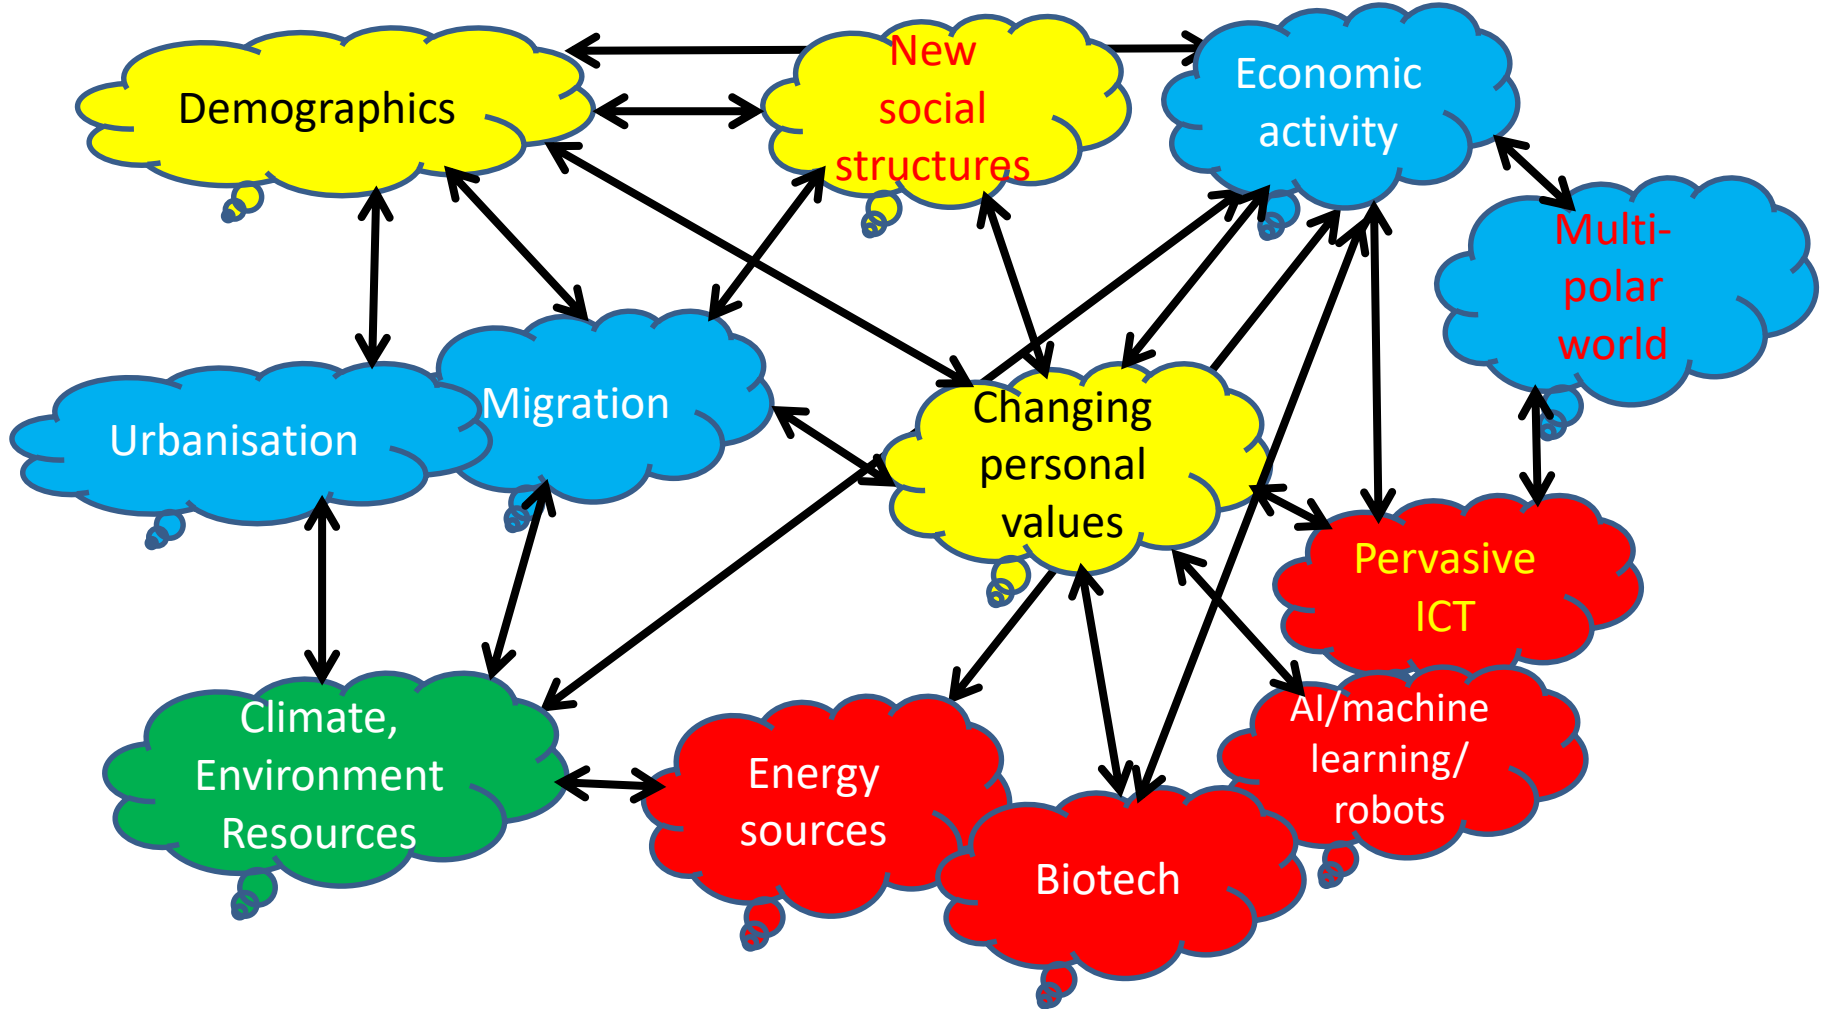 Demographics
New
social
structures
Economic
activity
Multi-
polar
world
Urbanisation
Migration
Changing
personal
values
Pervasive
ICT
Climate,
Environment
Resources
Energy
sources
Biotech
AI/machine
learning/
robots